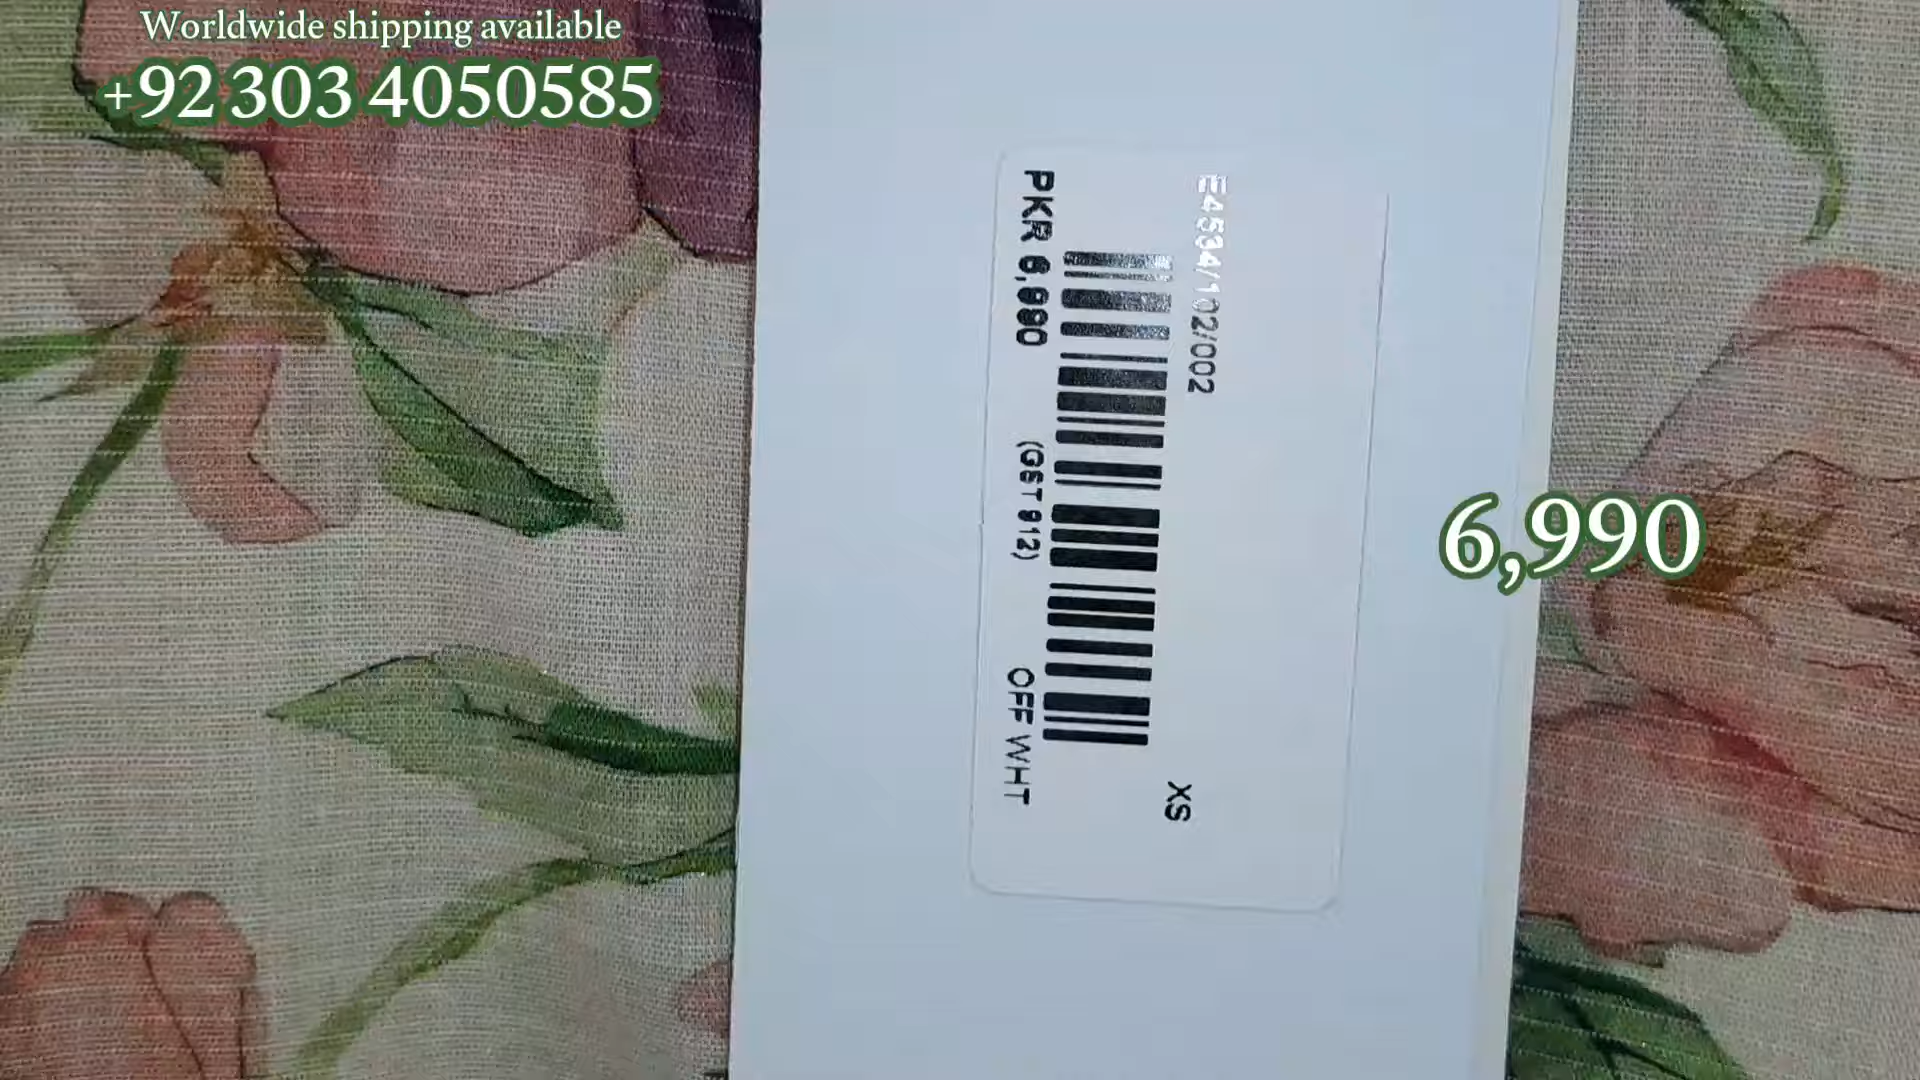 Worldwide shipping available
+92 303 4050585
E4534/102/002
XS
PKR 6,990 (GST 912) OFF WHT
6,990